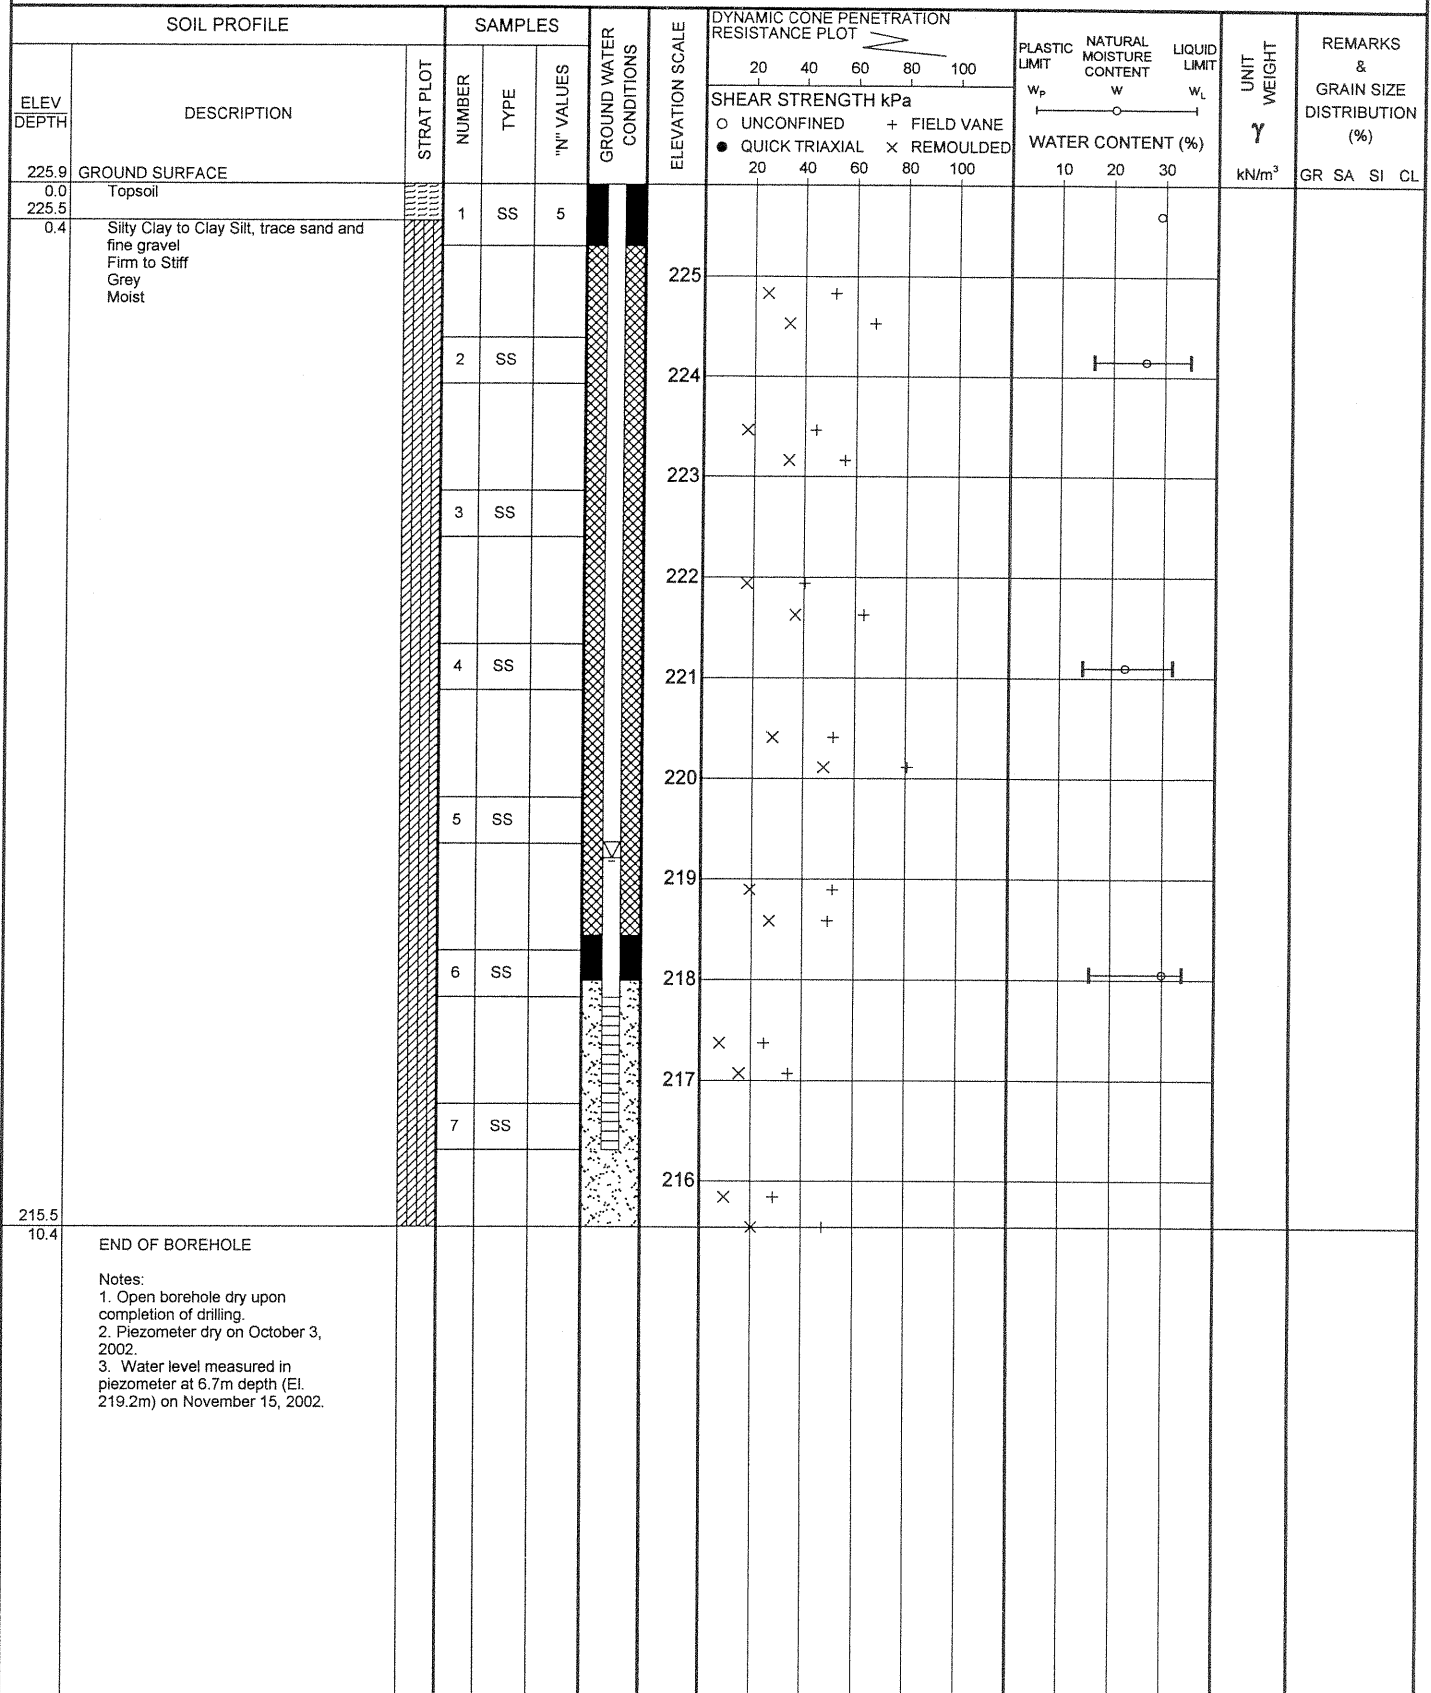 SOIL PROFILE
SAMPLES
GROUND WATER
CONDITIONS
ELEVATION SCALE
DYNAMIC CONE PENETRATION
RESISTANCE PLOT
20 40 60 80 100
SHEAR STRENGTH kPa
○ UNCONFINED + FIELD VANE
● QUICK TRIAXIAL × REMOULDED
20 40 60 80 100
PLASTIC
LIMIT
NATURAL
MOISTURE
CONTENT
LIQUID
LIMIT
wP w wL
WATER CONTENT (%)
10 20 30
UNIT
WEIGHT
γ
kN/m³
REMARKS
&
GRAIN SIZE
DISTRIBUTION
(%)
GR SA SI CL
ELEV
DEPTH
DESCRIPTION
STRAT PLOT
NUMBER
TYPE
"N" VALUES
225.9 GROUND SURFACE
0.0 Topsoil
225.5
1 SS 5
0.4 Silty Clay to Clay Silt, trace sand and
fine gravel
Firm to Stiff
Grey
Moist
225
2 SS
224
223
3 SS
222
4 SS
221
220
5 SS
219
6 SS
218
217
7 SS
216
215.5
10.4
END OF BOREHOLE
Notes:
1. Open borehole dry upon
completion of drilling.
2. Piezometer dry on October 3,
2002.
3. Water level measured in
piezometer at 6.7m depth (El.
219.2m) on November 15, 2002.